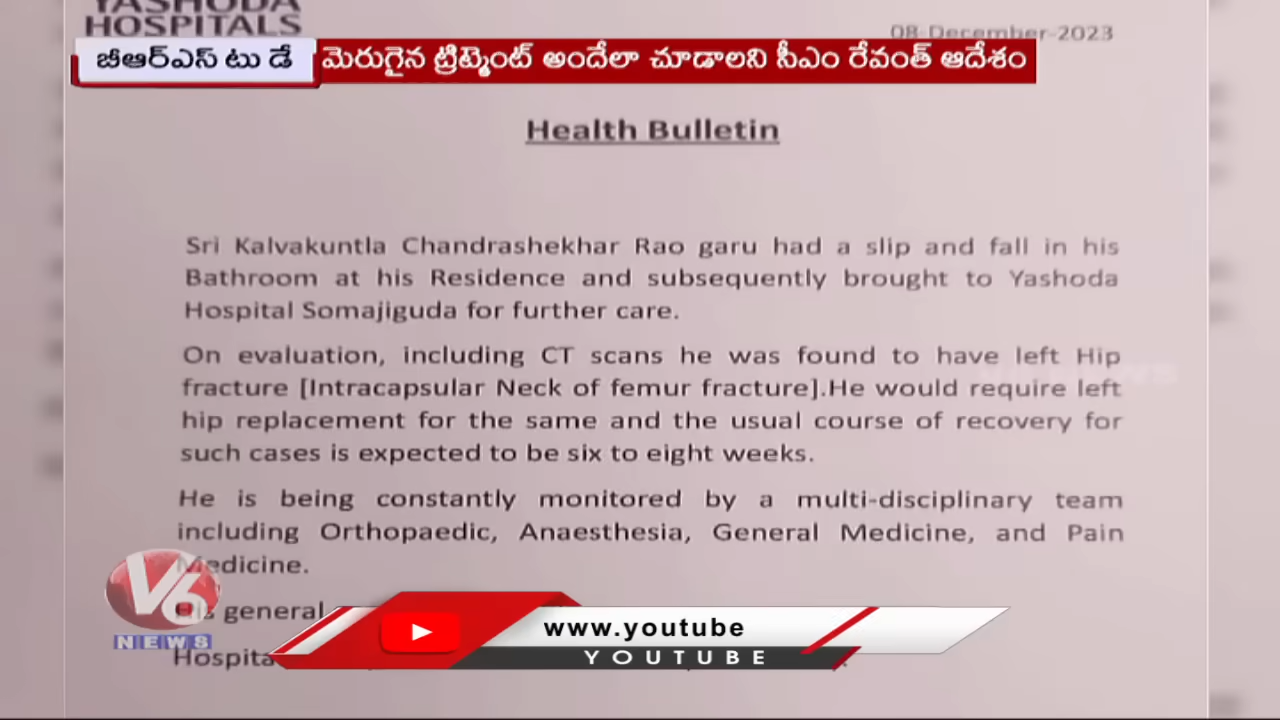 YASHODA
HOSPITALS
08-December-2023
బీఆర్ఎస్ టు డే
మెరుగైన ట్రీట్మెంట్ అందేలా చూడాలని సీఎం రేవంత్ ఆదేశం
Health Bulletin
Sri Kalvakuntla Chandrashekhar Rao garu had a slip and fall in his
Bathroom at his Residence and subsequently brought to Yashoda
Hospital Somajiguda for further care.
On evaluation, including CT scans he was found to have left Hip
fracture [Intracapsular Neck of femur fracture].He would require left
hip replacement for the same and the usual course of recovery for
such cases is expected to be six to eight weeks.
He is being constantly monitored by a multi-disciplinary team
including Orthopaedic, Anaesthesia, General Medicine, and Pain
Medicine.
His general
V6
NEWS
www.youtube
YOUTUBE